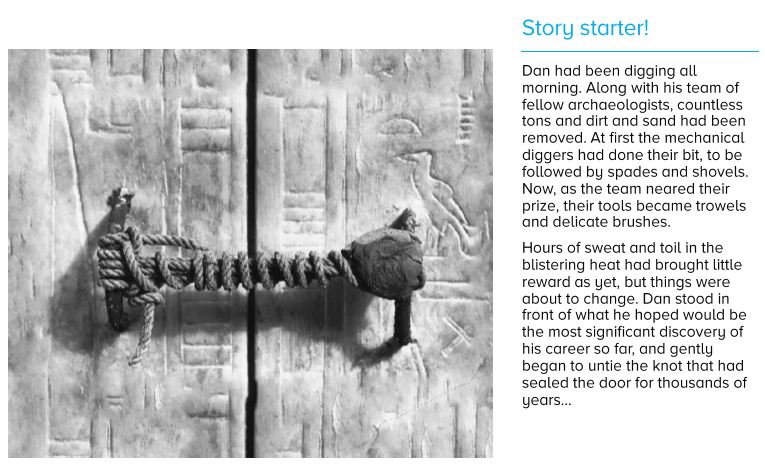 Story starter!
Dan had been digging all
morning. Along with his team of
fellow archaeologists, countless
tons and dirt and sand had been
removed. At first the mechanical
diggers had done their bit, to be
followed by spades and shovels.
Now, as the team neared their
prize, their tools became trowels
and delicate brushes.
Hours of sweat and toil in the
blistering heat had brought little
reward as yet, but things were
about to change. Dan stood in
front of what he hoped would be
the most significant discovery of
his career so far, and gently
began to untie the knot that had
sealed the door for thousands of
years...